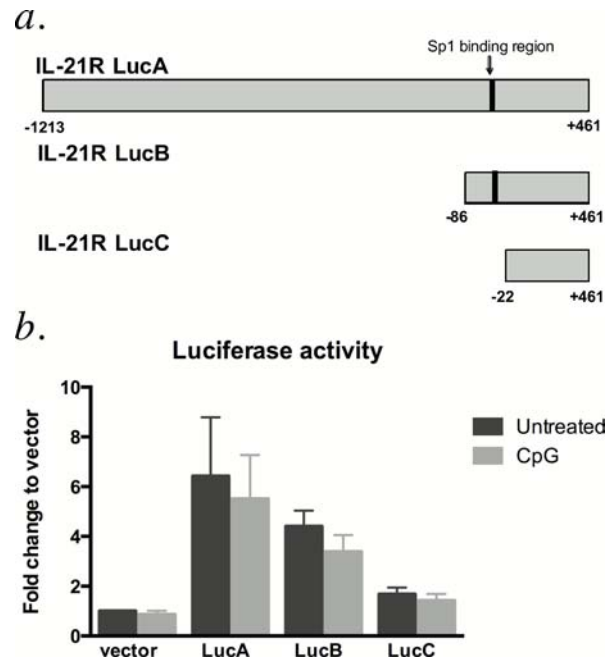 a.
Sp1 binding region
IL-21R LucA
-1213 +461
IL-21R LucB
-86 +461
IL-21R LucC
-22 +461
b.
Luciferase activity
Fold change to vector
10
8
6
4
2
0
Untreated
CpG
vector LucA LucB LucC